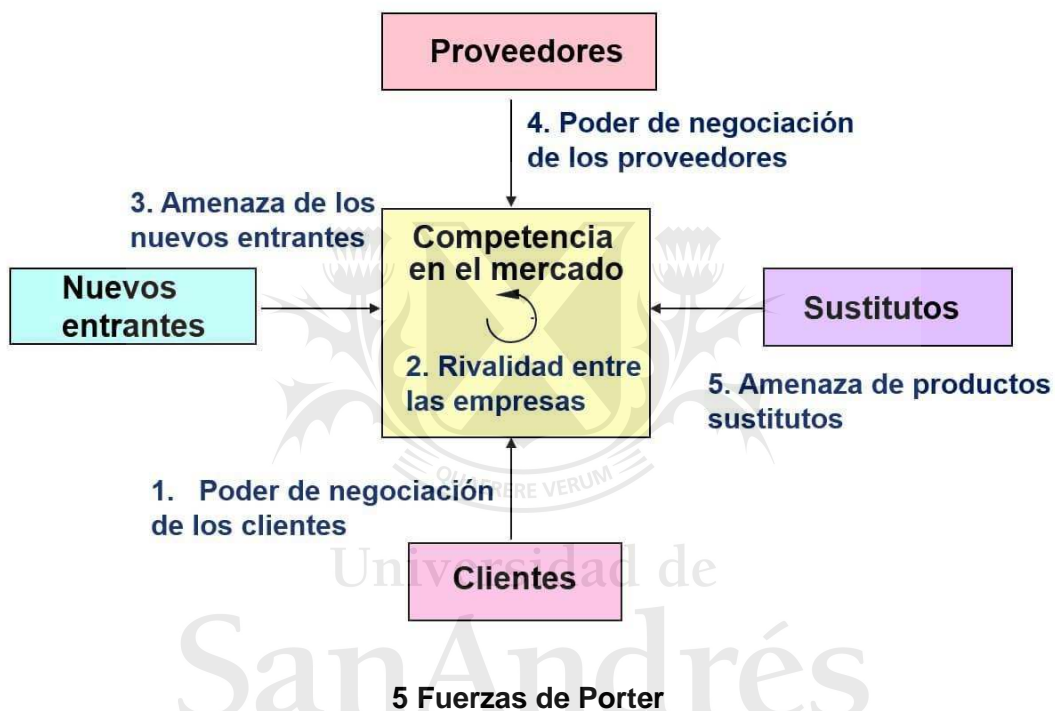 Proveedores
4. Poder de negociación
de los proveedores
3. Amenaza de los
nuevos entrantes
Competencia
en el mercado
Nuevos
entrantes
Sustitutos
2. Rivalidad entre
las empresas
5. Amenaza de productos
sustitutos
QUAERERE VERUM
1. Poder de negociación
de los clientes
Universidad de
Clientes
SanAndrés
5 Fuerzas de Porter